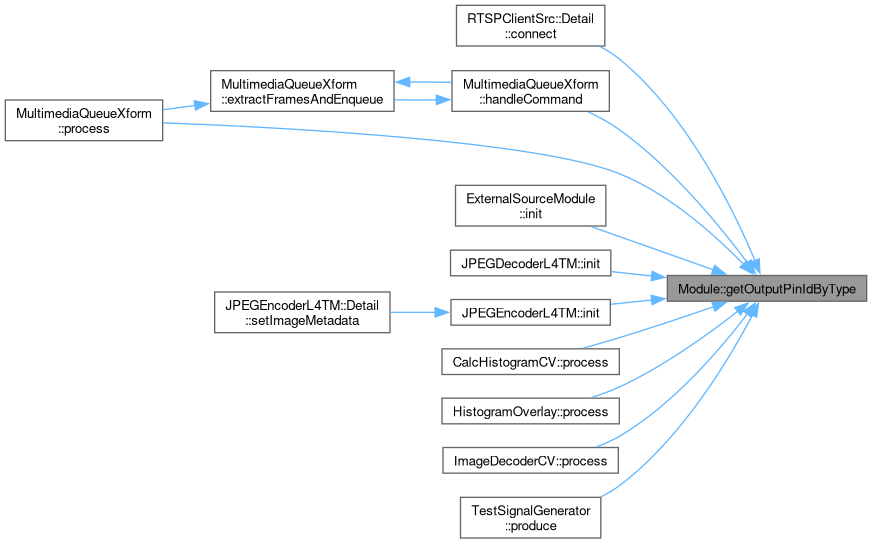 RTSPClientSrc::Detail
::connect
MultimediaQueueXform
::extractFramesAndEnqueue
MultimediaQueueXform
::handleCommand
MultimediaQueueXform
::process
ExternalSourceModule
::init
JPEGDecoderL4TM::init
Module::getOutputPinIdByType
JPEGEncoderL4TM::Detail
::setImageMetadata
JPEGEncoderL4TM::init
CalcHistogramCV::process
HistogramOverlay::process
ImageDecoderCV::process
TestSignalGenerator
::produce